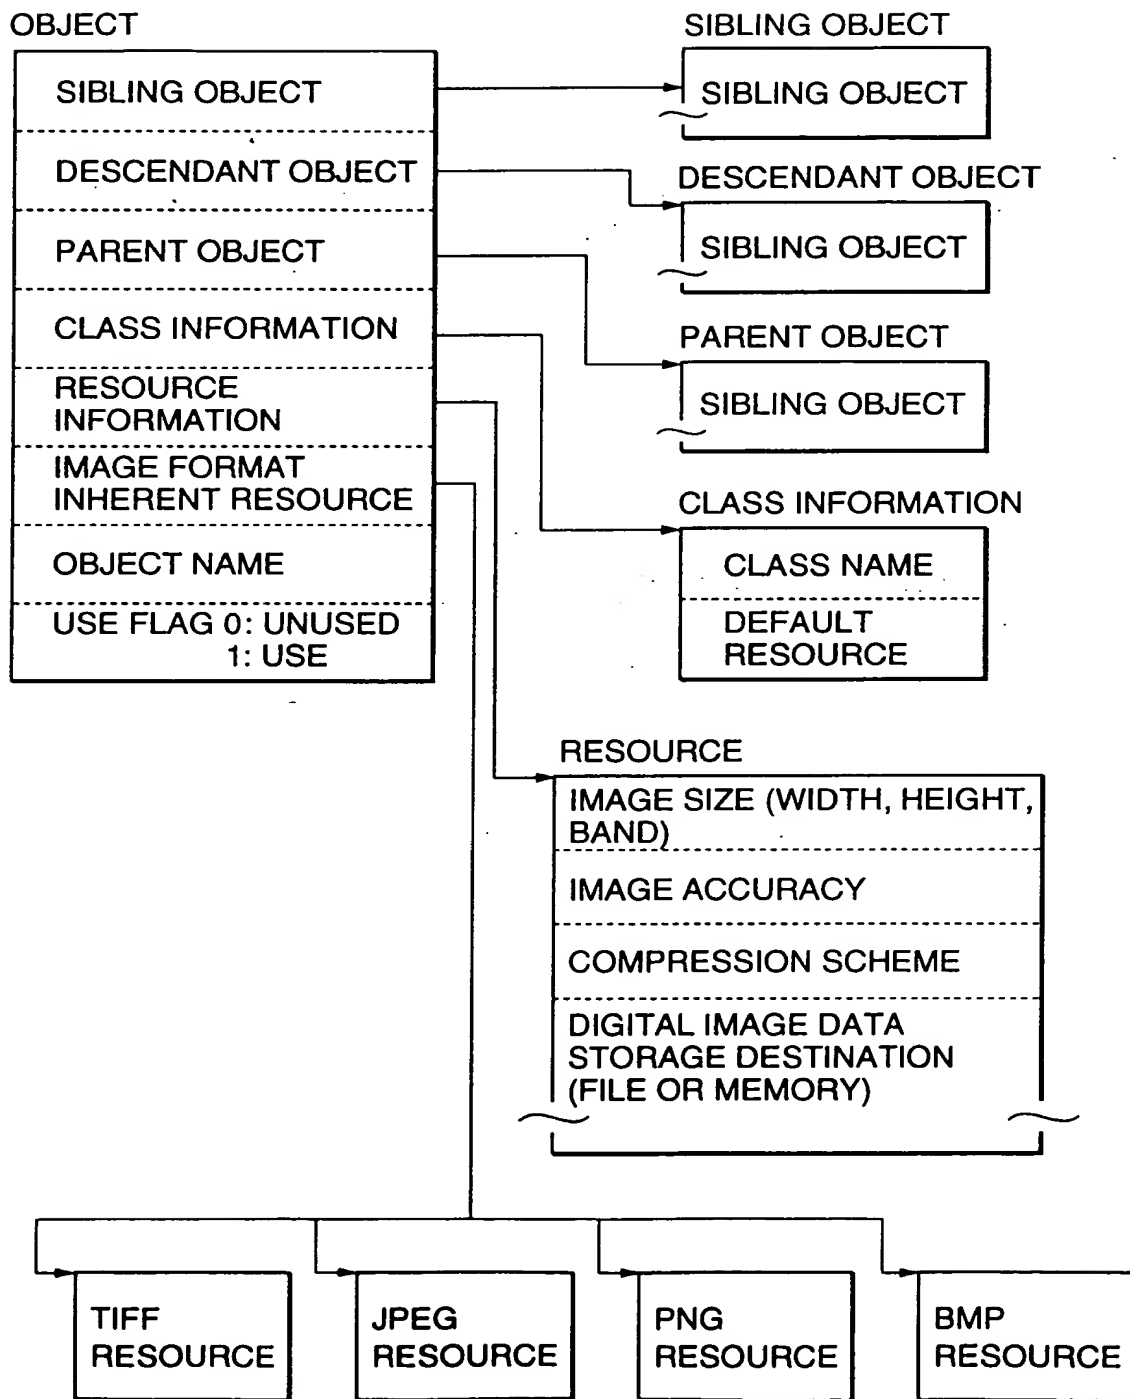 OBJECT
SIBLING OBJECT
DESCENDANT OBJECT
PARENT OBJECT
CLASS INFORMATION
RESOURCE
INFORMATION
IMAGE FORMAT
INHERENT RESOURCE
OBJECT NAME
USE FLAG 0: UNUSED
1: USE
SIBLING OBJECT
SIBLING OBJECT
DESCENDANT OBJECT
SIBLING OBJECT
PARENT OBJECT
SIBLING OBJECT
CLASS INFORMATION
CLASS NAME
DEFAULT
RESOURCE
RESOURCE
IMAGE SIZE (WIDTH, HEIGHT,
BAND)
IMAGE ACCURACY
COMPRESSION SCHEME
DIGITAL IMAGE DATA
STORAGE DESTINATION
(FILE OR MEMORY)
TIFF
RESOURCE
JPEG
RESOURCE
PNG
RESOURCE
BMP
RESOURCE